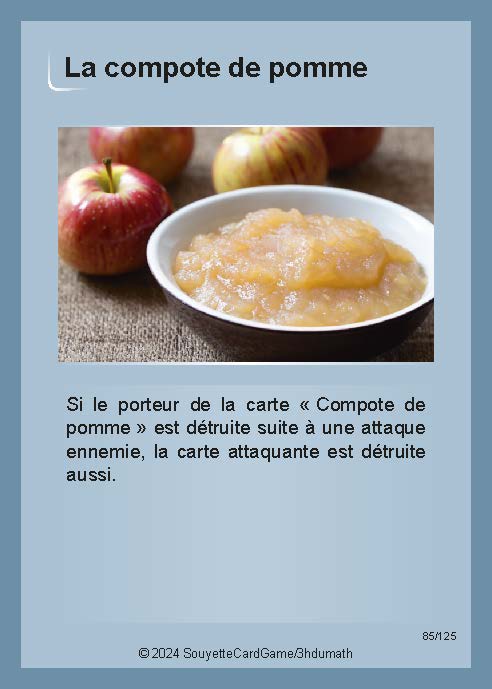 La compote de pomme
Si le porteur de la carte « Compote de
pomme » est détruite suite à une attaque
ennemie, la carte attaquante est détruite
aussi.
85/125
© 2024 SouyetteCardGame/3hdumath